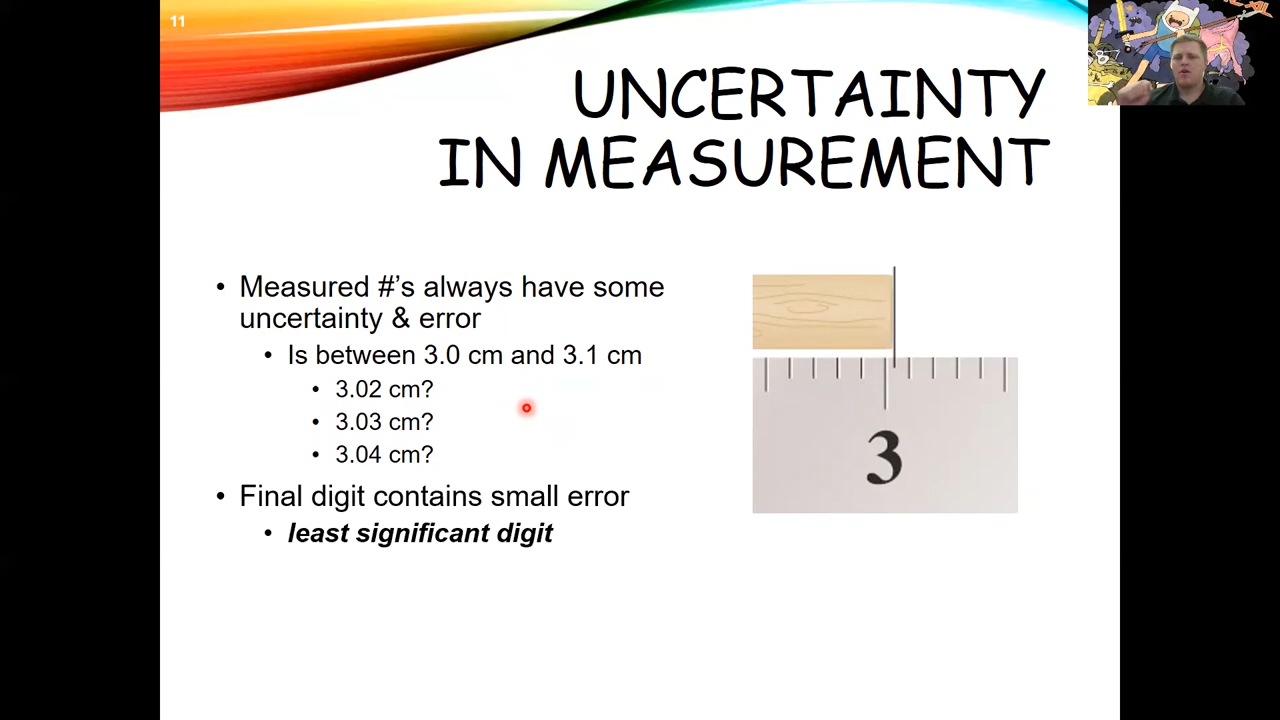 11
UNCERTAINTY
IN MEASUREMENT
• Measured #’s always have some
uncertainty & error
• Is between 3.0 cm and 3.1 cm
• 3.02 cm?
• 3.03 cm?
• 3.04 cm?
• Final digit contains small error
• least significant digit
3